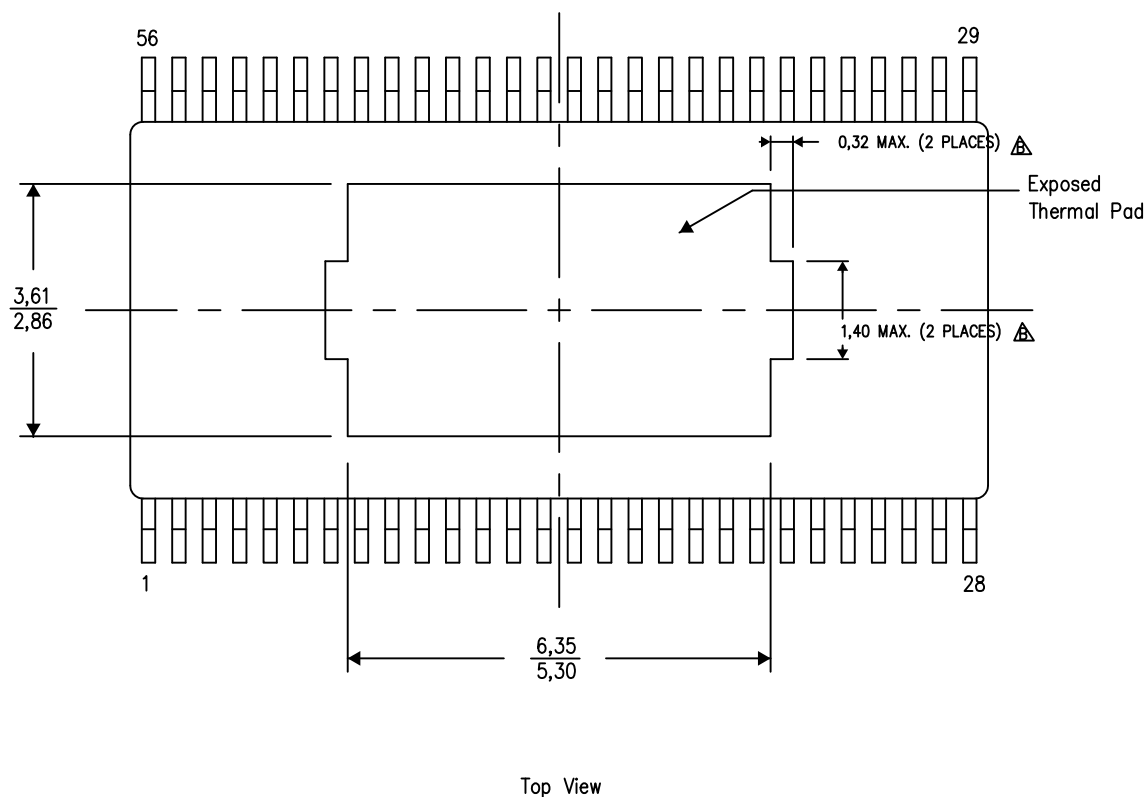 56
29
0,32 MAX. (2 PLACES) B
Exposed
Thermal Pad
3,61
2,86
1,40 MAX. (2 PLACES) B
1
28
6,35
5,30
Top View